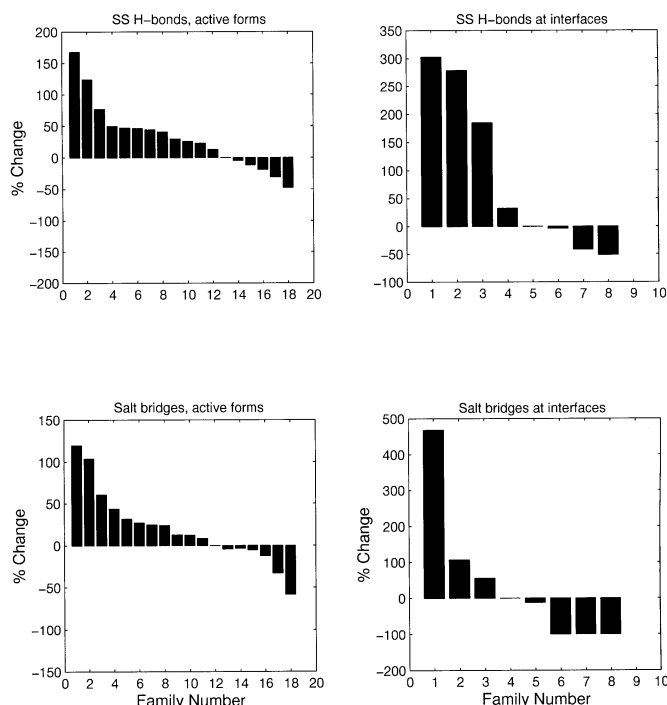 SS H-bonds, active forms
200
150
100
50
0
−50
−100
−150
−200
% Change
0 2 4 6 8 10 12 14 16 18 20
SS H-bonds at interfaces
350
300
250
200
150
100
50
0
−50
−100
0 1 2 3 4 5 6 7 8 9 10
Salt bridges, active forms
150
100
50
0
−50
−100
−150
% Change
0 2 4 6 8 10 12 14 16 18 20
Family Number
Salt bridges at interfaces
500
400
300
200
100
0
−100
−200
% Change
0 1 2 3 4 5 6 7 8 9 10
Family Number